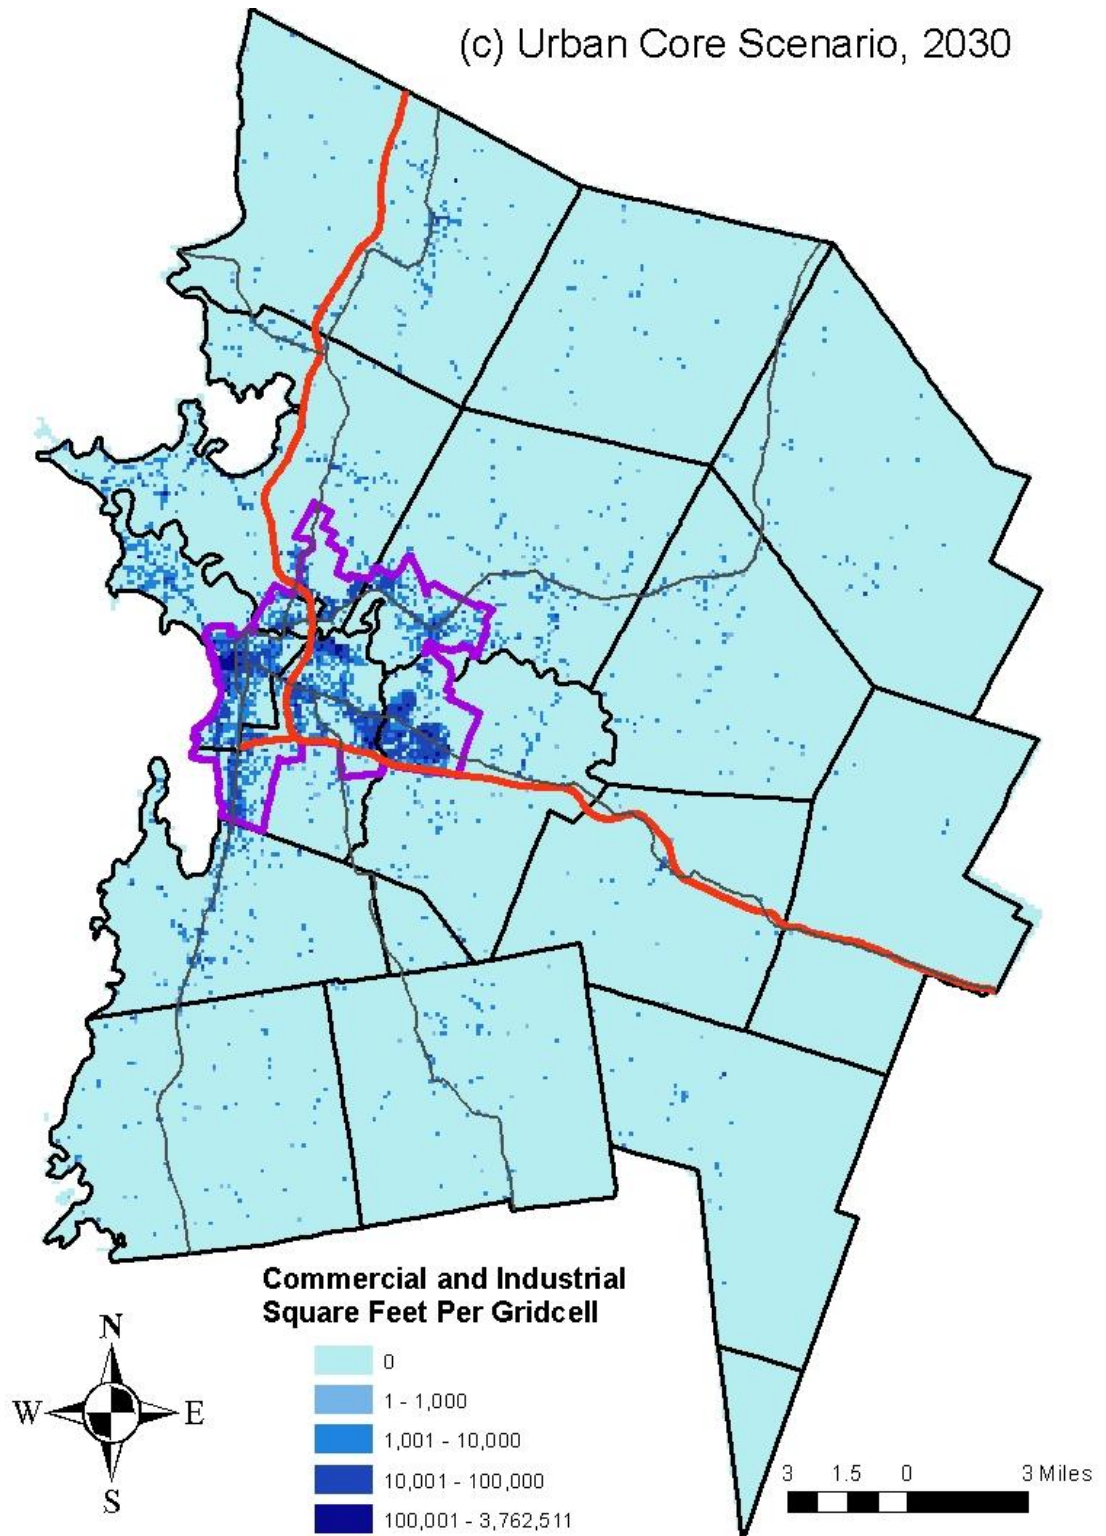 (c) Urban Core Scenario, 2030
Commercial and Industrial
Square Feet Per Gridcell
0
1 - 1,000
1,001 - 10,000
10,001 - 100,000
100,001 - 3,762,511
N
W
E
S
3 1.5 0 3 Miles